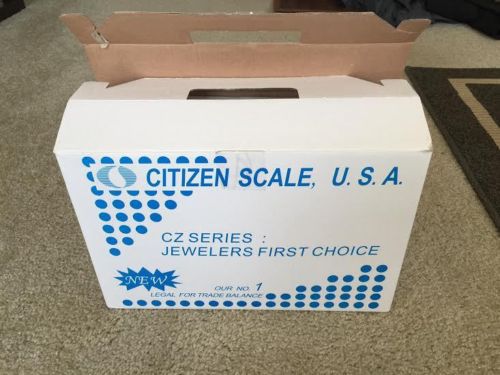 CITIZEN SCALE, U.S.A.
CZ SERIES :
JEWELERS FIRST CHOICE
NEW
OUR NO. 1
LEGAL FOR TRADE BALANCE